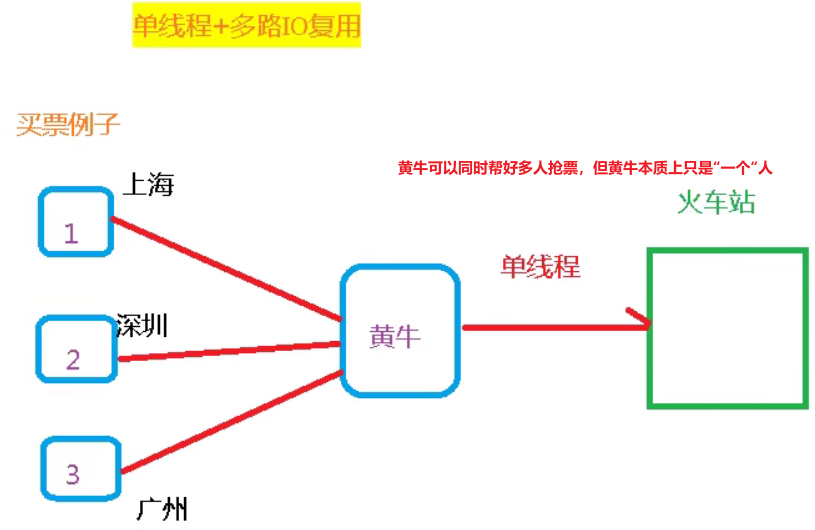 单线程+多路IO复用
买票例子
黄牛可以同时帮好多人抢票，但黄牛本质上只是“一个”人
上海
火车站
1
单线程
深圳
黄牛
2
3
广州